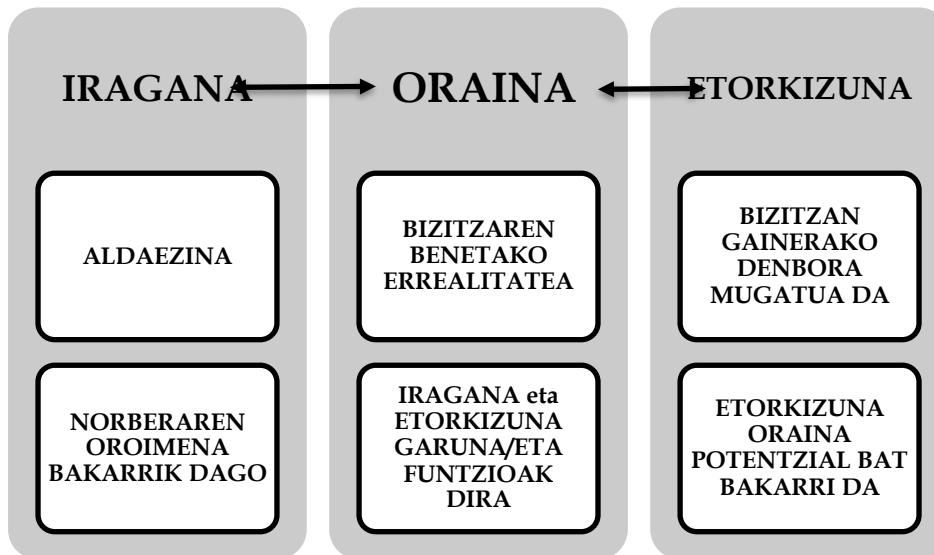 IRAGANA
ORAINA
ETORKIZUNA
ALDAEZINA
BIZITZAREN
BENETAKO
ERREALITATEA
BIZITZAN
GAINERAKO
DENBORA
MUGATUA DA
NORBERAREN
OROIMENA
BAKARRIK DAGO
IRAGANA eta
ETORKIZUNA
GARUNA/ETA
FUNTZIOAK
DIRA
ETORKIZUNA
ORAINA
POTENTZIAL BAT
BAKARRI DA